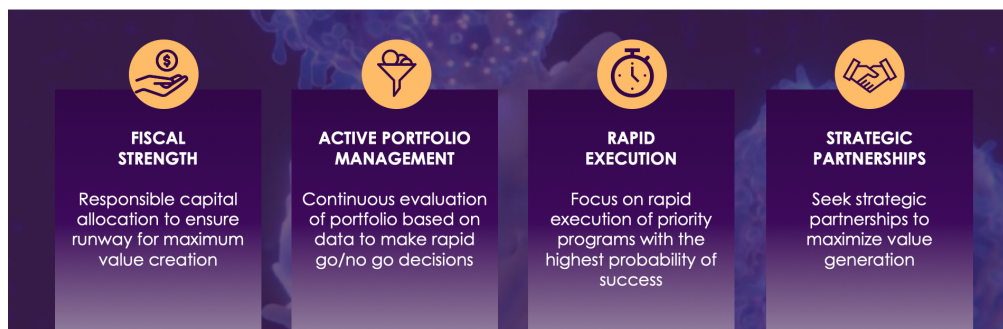 $
FISCAL
STRENGTH
Responsible capital
allocation to ensure
runway for maximum
value creation
ACTIVE PORTFOLIO
MANAGEMENT
Continuous evaluation
of portfolio based on
data to make rapid
go/no go decisions
RAPID
EXECUTION
Focus on rapid
execution of priority
programs with the
highest probability of
success
STRATEGIC
PARTNERSHIPS
Seek strategic
partnerships to
maximize value
generation